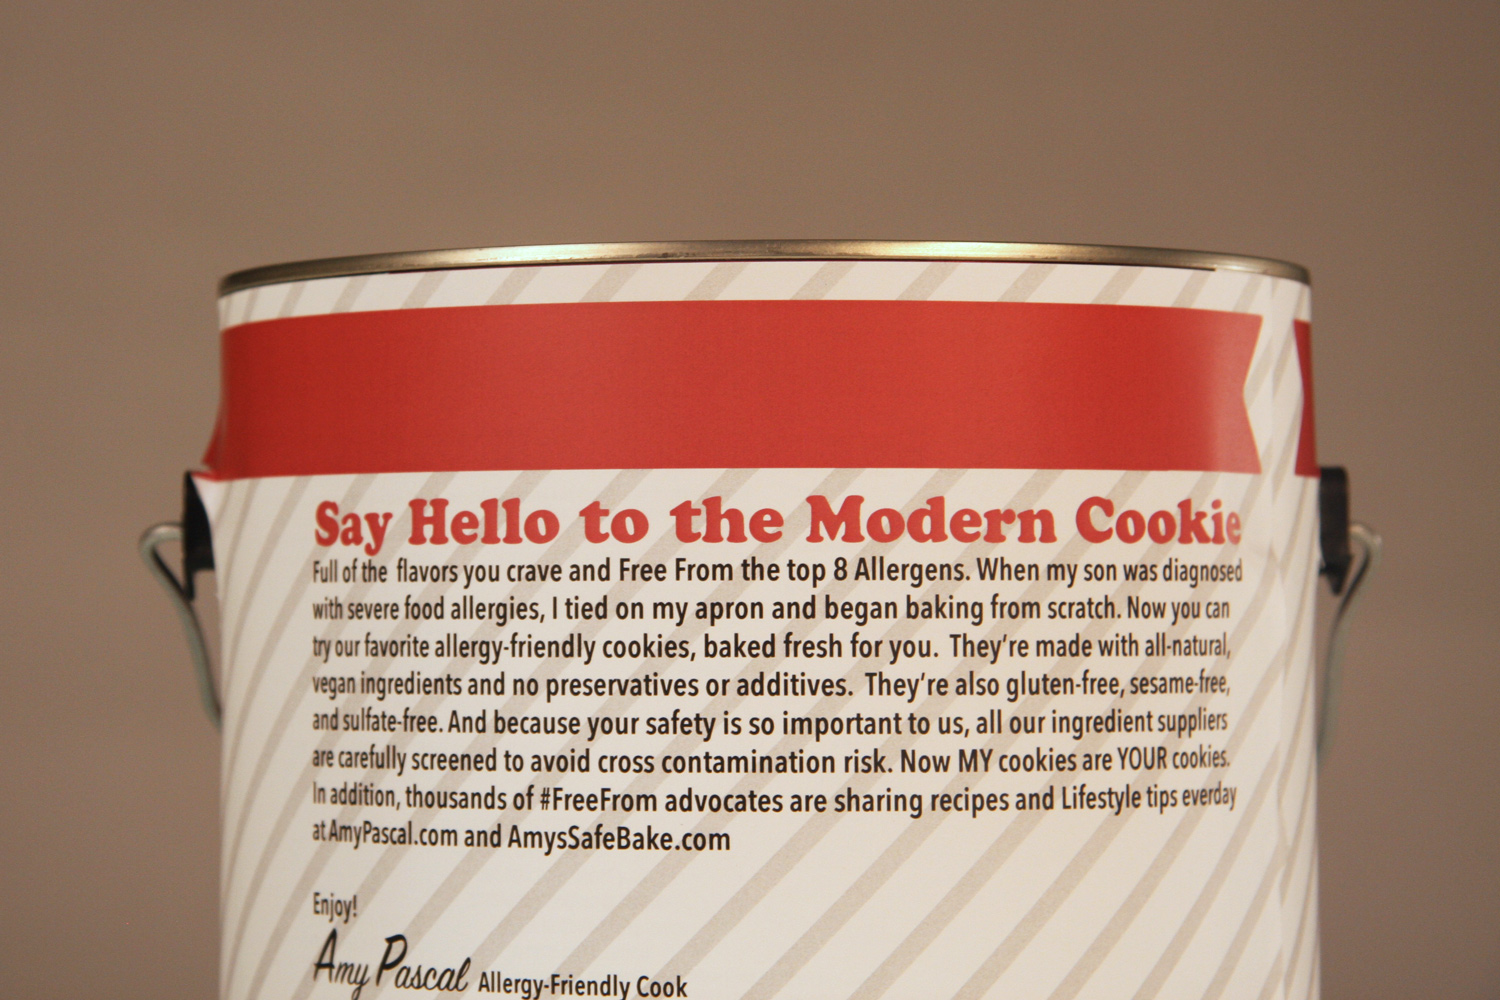 Say Hello to the Modern Cookie
Full of the flavors you crave and Free From the top 8 Allergens. When my son was diagnosed
with severe food allergies, I tied on my apron and began baking from scratch. Now you can
try our favorite allergy-friendly cookies, baked fresh for you. They're made with all-natural,
vegan ingredients and no preservatives or additives. They're also gluten-free, sesame-free,
and sulfate-free. And because your safety is so important to us, all our ingredient suppliers
are carefully screened to avoid cross contamination risk. Now MY cookies are YOUR cookies.
In addition, thousands of #FreeFrom advocates are sharing recipes and Lifestyle tips everday
at AmyPascal.com and AmysSafeBake.com
Enjoy!
Amy Pascal Allergy-Friendly Cook